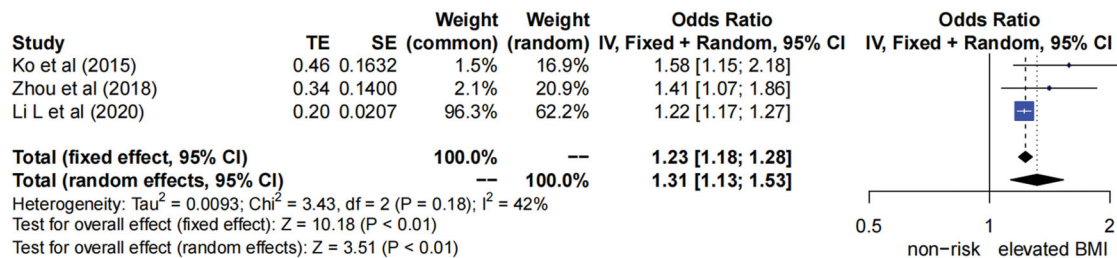 Weight Weight Odds Ratio Odds Ratio
Study TE SE (common) (random) IV, Fixed + Random, 95% CI IV, Fixed + Random, 95% CI
Ko et al (2015) 0.46 0.1632 1.5% 16.9% 1.58 [1.15; 2.18]
Zhou et al (2018) 0.34 0.1400 2.1% 20.9% 1.41 [1.07; 1.86]
Li L et al (2020) 0.20 0.0207 96.3% 62.2% 1.22 [1.17; 1.27]
Total (fixed effect, 95% CI) 100.0% −− 1.23 [1.18; 1.28]
Total (random effects, 95% CI) −− 100.0% 1.31 [1.13; 1.53]
Heterogeneity: Tau² = 0.0093; Chi² = 3.43, df = 2 (P = 0.18); I² = 42%
Test for overall effect (fixed effect): Z = 10.18 (P < 0.01) 0.5 1 2
Test for overall effect (random effects): Z = 3.51 (P < 0.01) non−risk elevated BMI